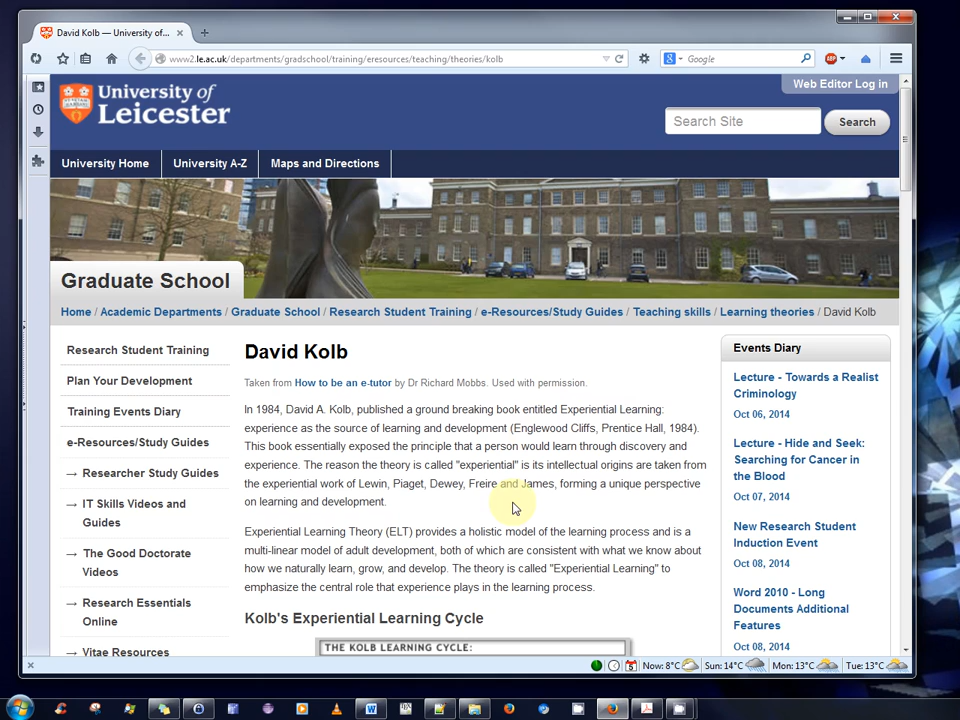 David Kolb — University of...
www2.le.ac.uk/departments/gradschool/training/eresources/teaching/theories/kolb
Google
ABP
Web Editor Log in
University of
Leicester
Search Site
Search
University Home
University A-Z
Maps and Directions
Graduate School
Home / Academic Departments / Graduate School / Research Student Training / e-Resources/Study Guides / Teaching skills / Learning theories / David Kolb
Research Student Training
Plan Your Development
Training Events Diary
e-Resources/Study Guides
→ Researcher Study Guides
→ IT Skills Videos and
Guides
→ The Good Doctorate
Videos
→ Research Essentials
Online
→ Vitae Resources
David Kolb
Taken from How to be an e-tutor by Dr Richard Mobbs. Used with permission.
In 1984, David A. Kolb, published a ground breaking book entitled Experiential Learning:
experience as the source of learning and development (Englewood Cliffs, Prentice Hall, 1984).
This book essentially exposed the principle that a person would learn through discovery and
experience. The reason the theory is called "experiential" is its intellectual origins are taken from
the experiential work of Lewin, Piaget, Dewey, Freire and James, forming a unique perspective
on learning and development.
Experiential Learning Theory (ELT) provides a holistic model of the learning process and is a
multi-linear model of adult development, both of which are consistent with what we know about
how we naturally learn, grow, and develop. The theory is called "Experiential Learning" to
emphasize the central role that experience plays in the learning process.
Kolb's Experiential Learning Cycle
THE KOLB LEARNING CYCLE:
Events Diary
Lecture - Towards a Realist
Criminology
Oct 06, 2014
Lecture - Hide and Seek:
Searching for Cancer in
the Blood
Oct 07, 2014
New Research Student
Induction Event
Oct 08, 2014
Word 2010 - Long
Documents Additional
Features
Oct 08, 2014
Now: 8°C
Sun: 14°C
Mon: 13°C
Tue: 13°C